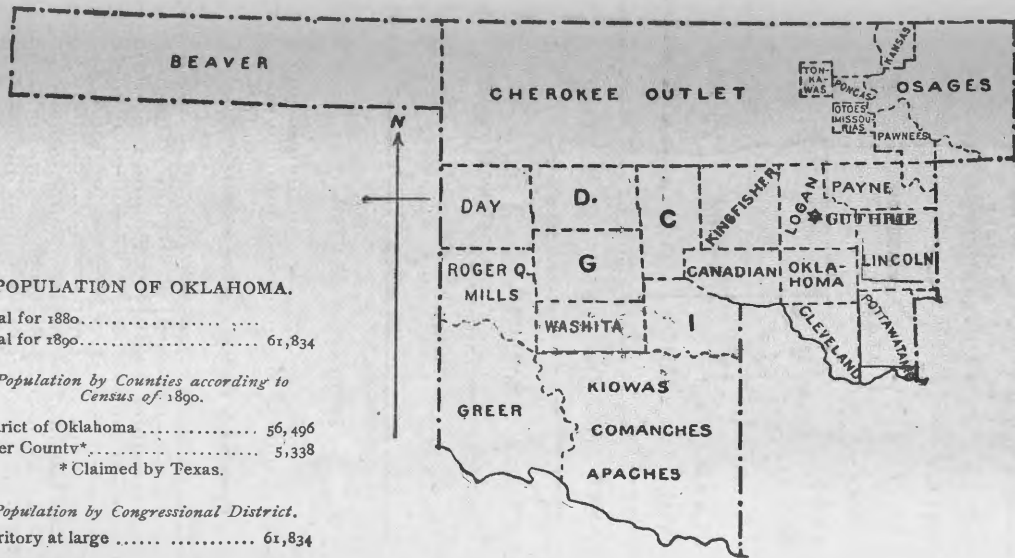 BEAVER
CHEROKEE OUTLET
KANSAS
TON-
KA-
WAS
PONCAS
OSAGES
OTOES
MISSOU-
RIAS
PAWNEES
N
DAY
D.
C
KINGFISHER
LOGAN
PAYNE
GUTHRIE
ROGER Q.
MILLS
G
CANADIAN
OKLA-
HOMA
LINCOLN
WASHITA
I
CLEVELAND
POTTAWATAMIE
GREER
KIOWAS
COMANCHES
APACHES
POPULATION OF OKLAHOMA.
al for 1880
al for 1890 61,834
Population by Counties according to
Census of 1890.
rict of Oklahoma 56,496
er County* 5,338
* Claimed by Texas.
Population by Congressional District.
ritory at large 61,834